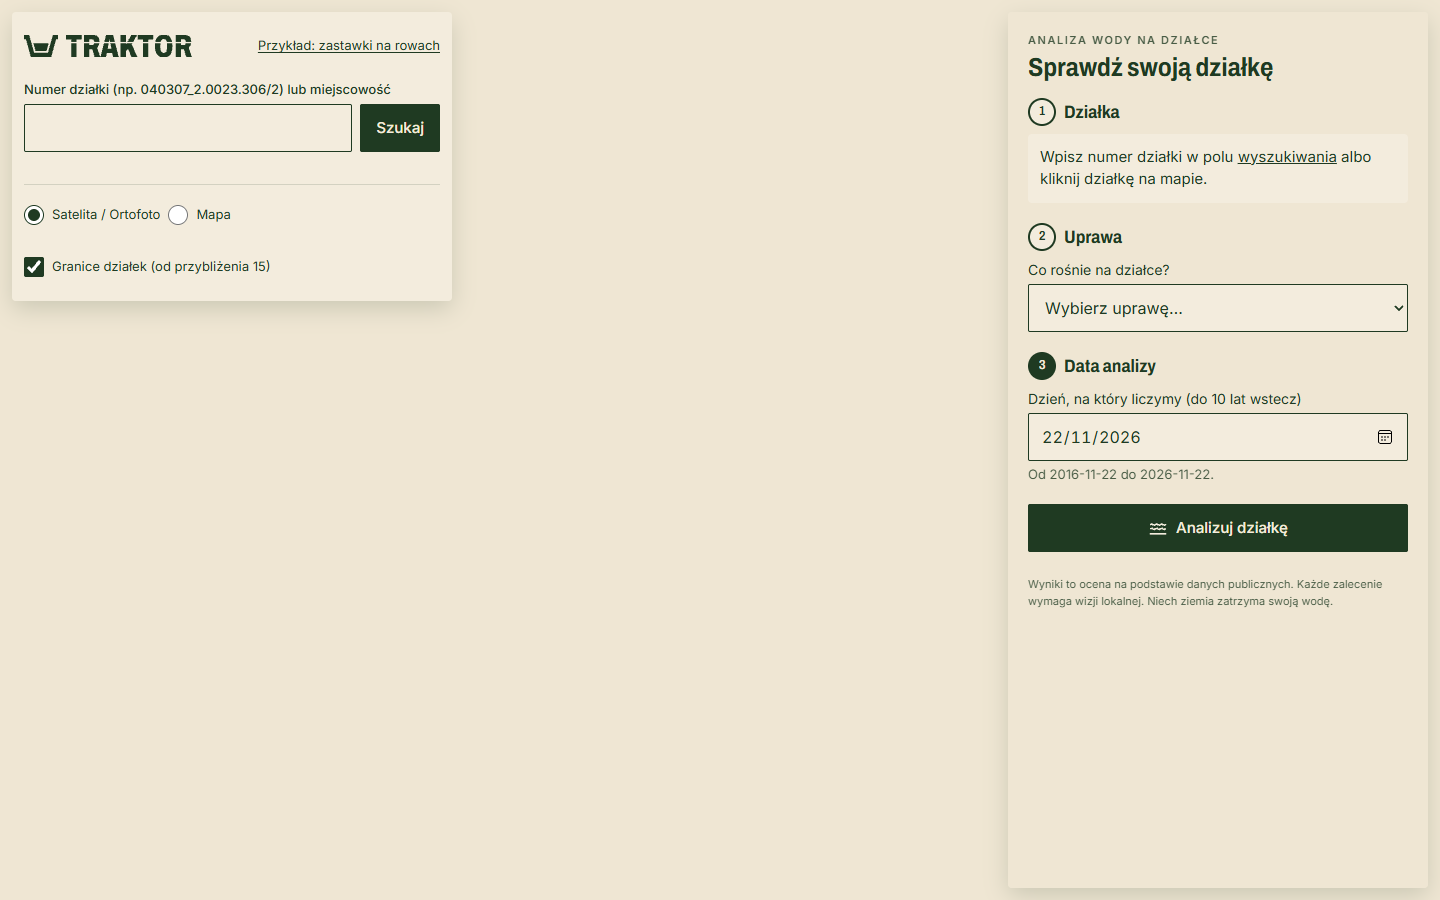 TRAKTOR
Przykład: zastawki na rowach
Numer działki (np. 040307_2.0023.306/2) lub miejscowość
Szukaj
Satelita / Ortofoto
Mapa
Granice działek (od przybliżenia 15)
ANALIZA WODY NA DZIAŁCE
Sprawdź swoją działkę
1 Działka
Wpisz numer działki w polu wyszukiwania albo
kliknij działkę na mapie.
2 Uprawa
Co rośnie na działce?
Wybierz uprawę...
3 Data analizy
Dzień, na który liczymy (do 10 lat wstecz)
22/11/2026
Od 2016-11-22 do 2026-11-22.
Analizuj działkę
Wyniki to ocena na podstawie danych publicznych. Każde zalecenie
wymaga wizji lokalnej. Niech ziemia zatrzyma swoją wodę.